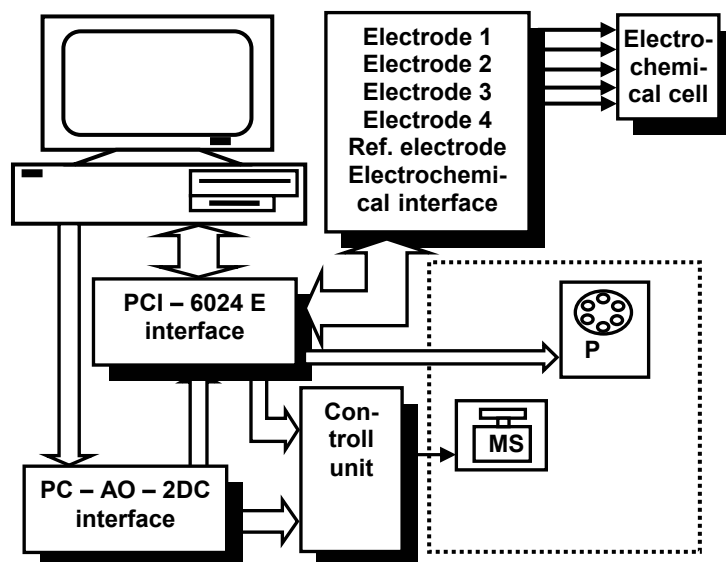 Electrode 1
Electrode 2
Electrode 3
Electrode 4
Ref. electrode
Electrochemi-
cal interface
Electro-
chemi-
cal cell
PCI – 6024 E
interface
P
Con-
troll
unit
MS
PC – AO – 2DC
interface